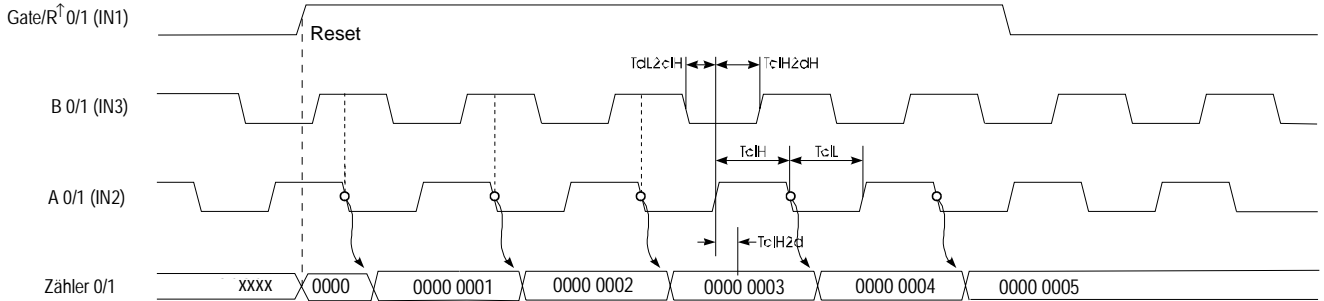 Gate/R↑ 0/1 (IN1)
Reset
TdL2clH
TclH2dH
B 0/1 (IN3)
TclH
TclL
A 0/1 (IN2)
TclH2d
Zähler 0/1
xxxx
0000
0000 0001
0000 0002
0000 0003
0000 0004
0000 0005